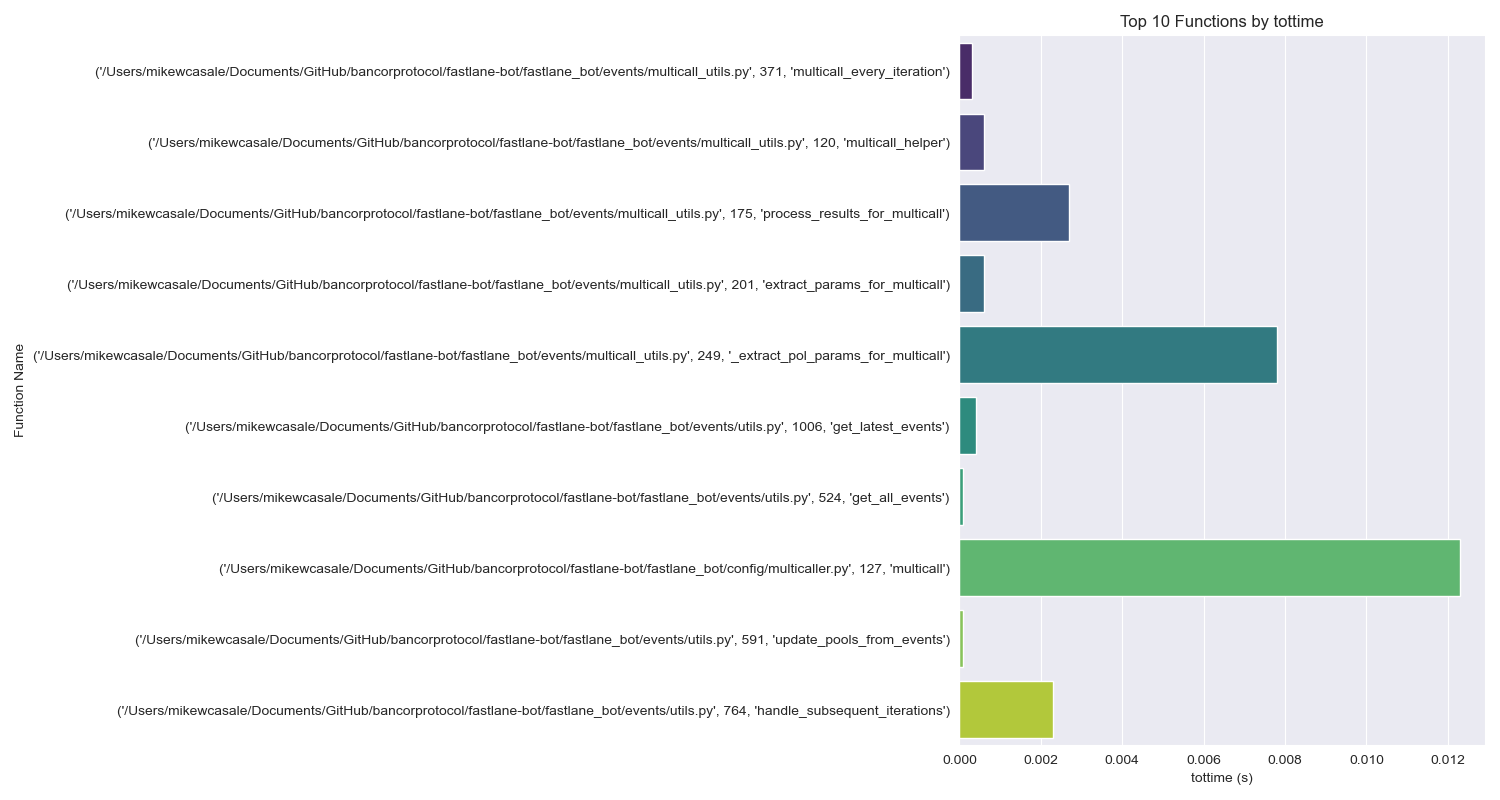 Top 10 Functions by tottime
('/Users/mikewcasale/Documents/GitHub/bancorprotocol/fastlane-bot/fastlane_bot/events/multicall_utils.py', 371, 'multicall_every_iteration')
('/Users/mikewcasale/Documents/GitHub/bancorprotocol/fastlane-bot/fastlane_bot/events/multicall_utils.py', 120, 'multicall_helper')
('/Users/mikewcasale/Documents/GitHub/bancorprotocol/fastlane-bot/fastlane_bot/events/multicall_utils.py', 175, 'process_results_for_multicall')
('/Users/mikewcasale/Documents/GitHub/bancorprotocol/fastlane-bot/fastlane_bot/events/multicall_utils.py', 201, 'extract_params_for_multicall')
('/Users/mikewcasale/Documents/GitHub/bancorprotocol/fastlane-bot/fastlane_bot/events/multicall_utils.py', 249, '_extract_pol_params_for_multicall')
('/Users/mikewcasale/Documents/GitHub/bancorprotocol/fastlane-bot/fastlane_bot/events/utils.py', 1006, 'get_latest_events')
('/Users/mikewcasale/Documents/GitHub/bancorprotocol/fastlane-bot/fastlane_bot/events/utils.py', 524, 'get_all_events')
('/Users/mikewcasale/Documents/GitHub/bancorprotocol/fastlane-bot/fastlane_bot/config/multicaller.py', 127, 'multicall')
('/Users/mikewcasale/Documents/GitHub/bancorprotocol/fastlane-bot/fastlane_bot/events/utils.py', 591, 'update_pools_from_events')
('/Users/mikewcasale/Documents/GitHub/bancorprotocol/fastlane-bot/fastlane_bot/events/utils.py', 764, 'handle_subsequent_iterations')
Function Name
0.000 0.002 0.004 0.006 0.008 0.010 0.012
tottime (s)